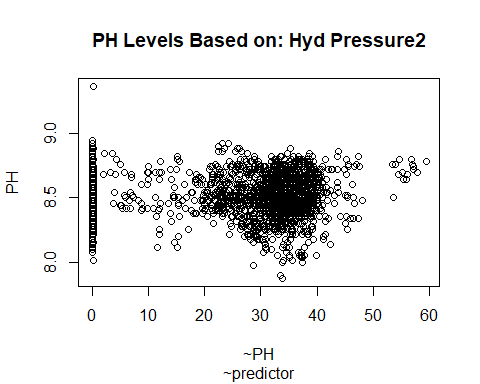 PH Levels Based on: Hyd Pressure2
PH
9.0
8.5
8.0
0 10 20 30 40 50 60
~PH
~predictor